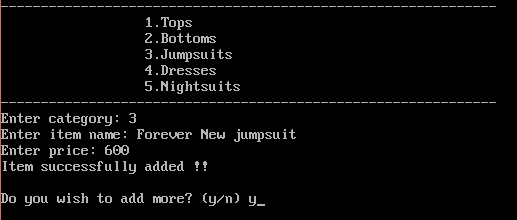 1.Tops
2.Bottoms
3.Jumpsuits
4.Dresses
5.Nightsuits
Enter category: 3
Enter item name: Forever New jumpsuit
Enter price: 600
Item successfully added !!
Do you wish to add more? (y/n) y_